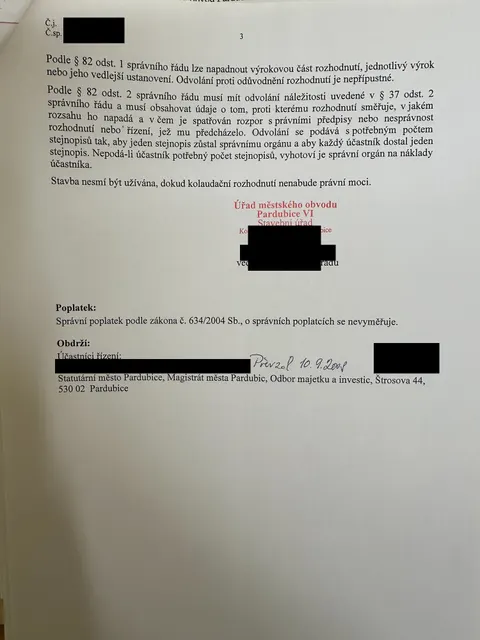 Č.j.
Č.sp.
3
Podle § 82 odst. 1 správního řádu lze napadnout výrokovou část rozhodnutí, jednotlivý výrok
nebo jeho vedlejší ustanovení. Odvolání proti odůvodnění rozhodnutí je nepřípustné.
Podle § 82 odst. 2 správního řádu musí mít odvolání náležitosti uvedené v § 37 odst. 2
správního řádu a musí obsahovat údaje o tom, proti kterému rozhodnutí směřuje, v jakém
rozsahu ho napadá a v čem je spatřován rozpor s právními předpisy nebo nesprávnost
rozhodnutí nebo řízení, jež mu předcházelo. Odvolání se podává s potřebným počtem
stejnopisů tak, aby jeden stejnopis zůstal správnímu orgánu a aby každý účastník dostal jeden
stejnopis. Nepodá-li účastník potřebný počet stejnopisů, vyhotoví je správní orgán na náklady
účastníka.
Stavba nesmí být užívána, dokud kolaudační rozhodnutí nenabude právní moci.
Úřad městského obvodu
Pardubice VI
Stavební úřad
Poplatek:
Správní poplatek podle zákona č. 634/2004 Sb., o správních poplatcích se nevyměřuje.
Obdrží:
Účastníci řízení:
Převzal 10.9.2008
Statutární město Pardubice, Magistrát města Pardubic, Odbor majetku a investic, Štrosova 44,
530 02 Pardubice